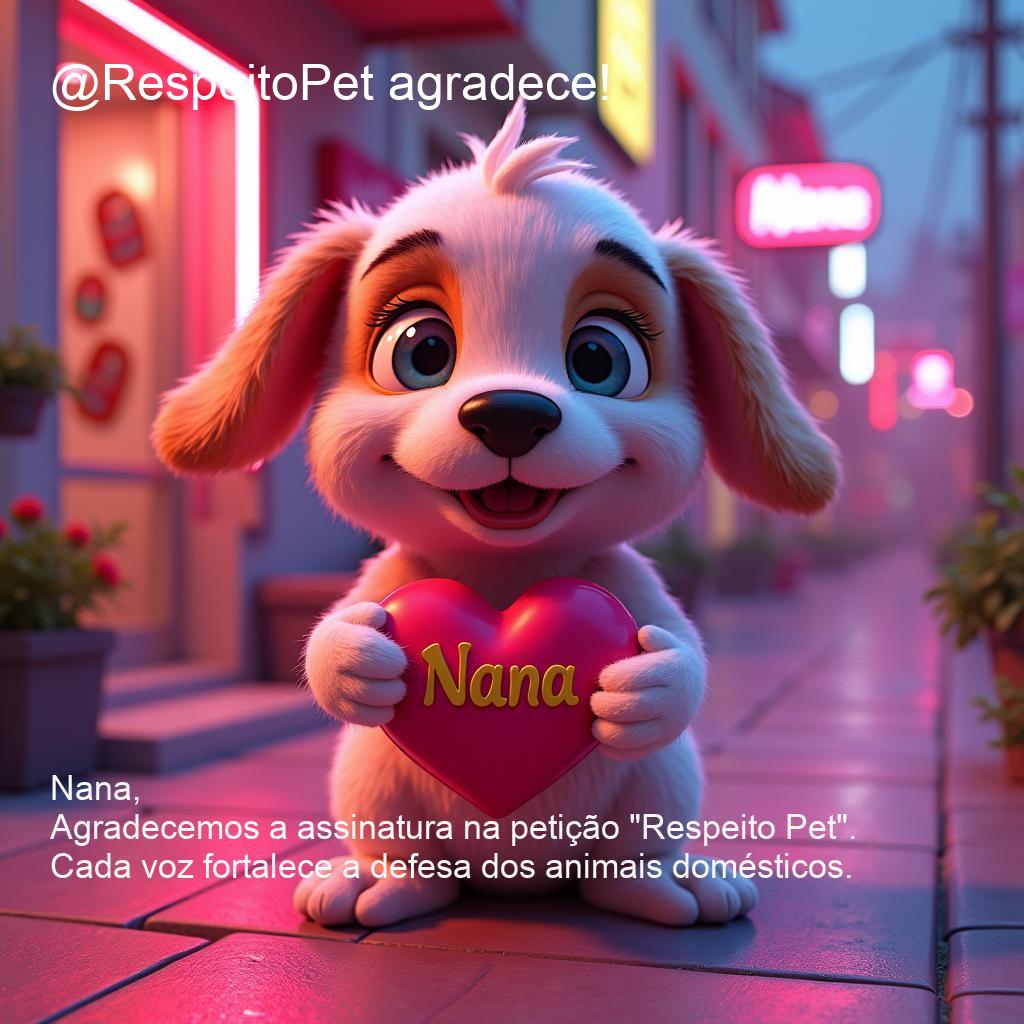 @RespeitoPet agradece!
Nana
Nana
Nana,
Agradecemos a assinatura na petição "Respeito Pet".
Cada voz fortalece a defesa dos animais domésticos.